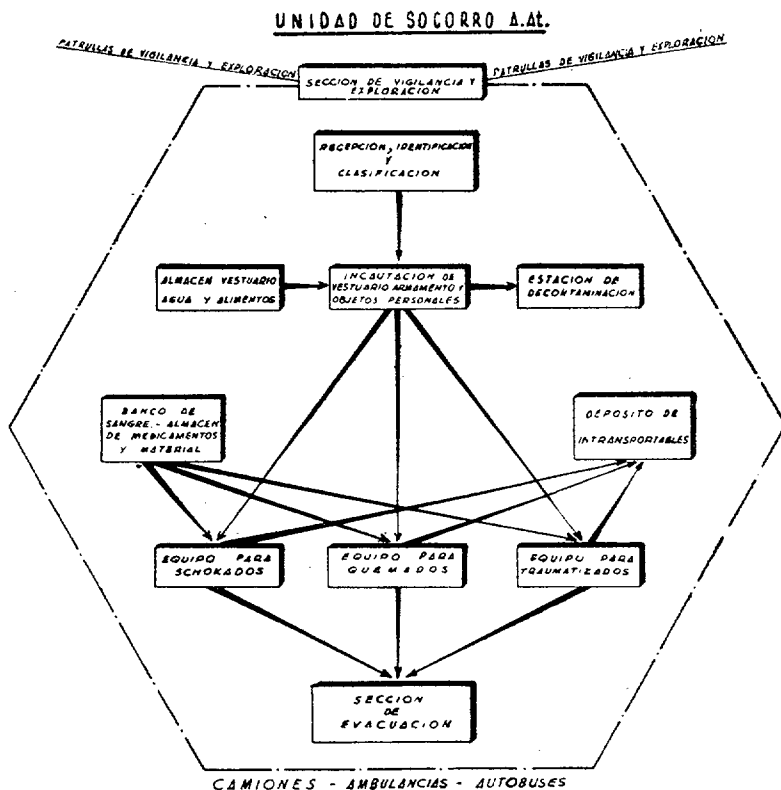 UNIDAD DE SOCORRO A.At.
PATRULLAS DE VIGILANCIA Y EXPLORACION
PATRULLAS DE VIGILANCIA Y EXPLORACION
SECCION DE VIGILANCIA Y
EXPLORACION
RECEPCION, IDENTIFICACION
Y
CLASIFICACION
ALMACEN VESTUARIO
AGUA Y ALIMENTOS
INCAUTACION DE
VESTUARIO ARMAMENTO Y
OBJETOS PERSONALES
ESTACION DE
DECONTAMINACION
BANCO DE
SANGRE.- ALMACEN
DE MEDICAMENTOS
Y MATERIAL
DEPOSITO DE
INTRANSPORTABLES
EQUIPO PARA
SCHOKADOS
EQUIPO PARA
QUEMADOS
EQUIPO PARA
TRAUMATIZADOS
SECCION
DE
EVACUACION
CAMIONES - AMBULANCIAS - AUTOBUSES